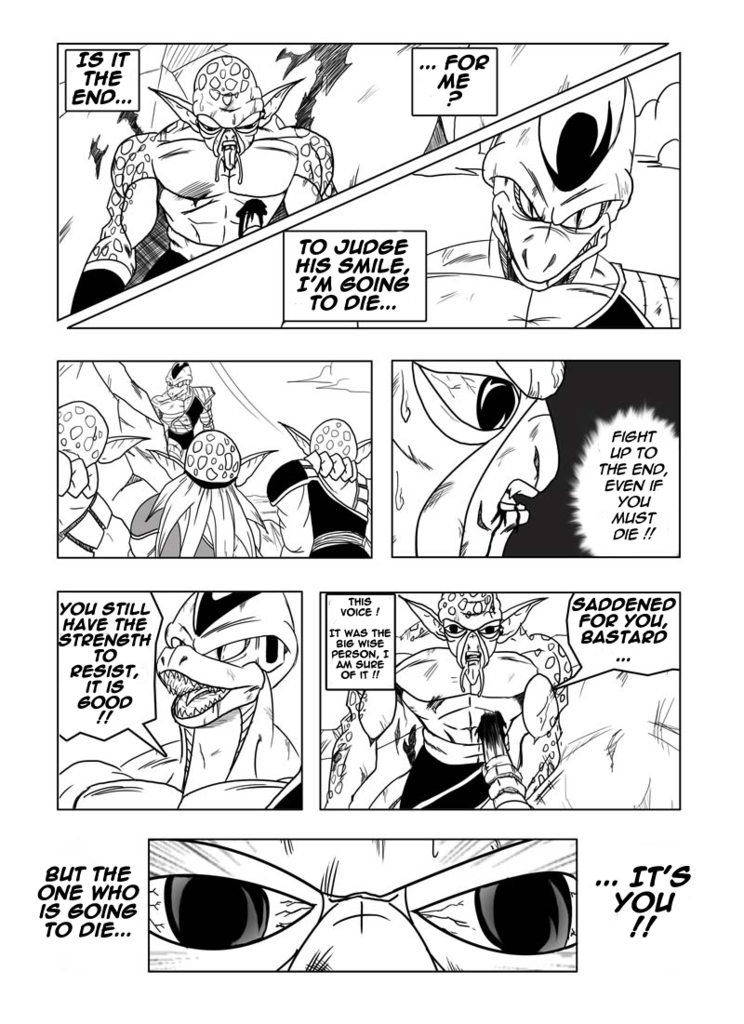 IS IT
THE
END...
... FOR
ME
?
TO JUDGE
HIS SMILE,
I'M GOING
TO DIE...
FIGHT
UP TO
THE END,
EVEN IF
YOU
MUST
DIE !!
YOU STILL
HAVE THE
STRENGTH
TO
RESIST,
IT IS
GOOD
!!
THIS
VOICE !
IT WAS THE
BIG WISE
PERSON, I
AM SURE
OF IT !!
SADDENED
FOR YOU,
BASTARD
...
BUT THE
ONE WHO
IS GOING
TO DIE...
... IT'S
YOU
!!